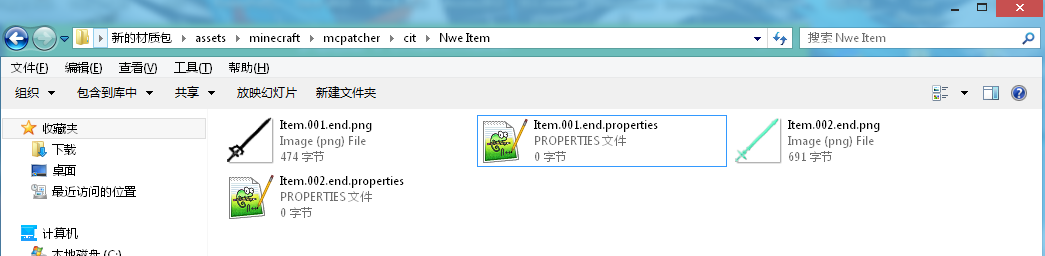 新的材质包 assets minecraft mcpatcher cit Nwe Item 搜索 Nwe Item
文件(F) 编辑(E) 查看(V) 工具(T) 帮助(H)
组织 包含到库中 共享 放映幻灯片 新建文件夹
收藏夹
下载
桌面
最近访问的位置
计算机
本地磁盘 (C:)
Item.001.end.png
Image (png) File
474 字节
Item.001.end.properties
PROPERTIES 文件
0 字节
Item.002.end.png
Image (png) File
691 字节
Item.002.end.properties
PROPERTIES 文件
0 字节